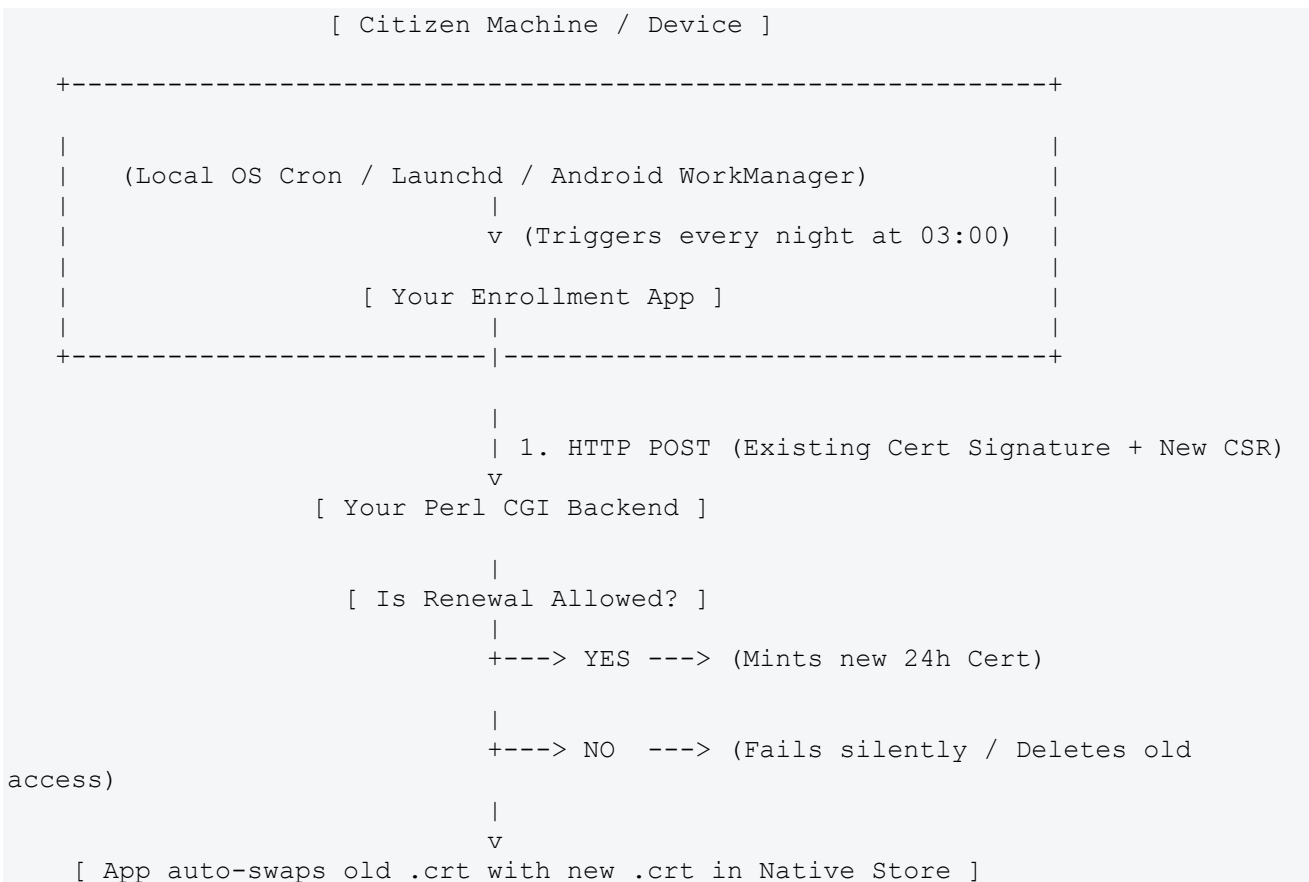 [ Citizen Machine / Device ]
+-------------------------------------------------------------+
|                                                             |
|   (Local OS Cron / Launchd / Android WorkManager)           |
|                          |                                  |
|                          v (Triggers every night at 03:00)  |
|                                                             |
|                  [ Your Enrollment App ]                    |
|                          |                                  |
+--------------------------|----------------------------------+
|
| 1. HTTP POST (Existing Cert Signature + New CSR)
v
[ Your Perl CGI Backend ]
|
[ Is Renewal Allowed? ]
|
+---> YES ---> (Mints new 24h Cert)
|
+---> NO  ---> (Fails silently / Deletes old
access)
|
v
[ App auto-swaps old .crt with new .crt in Native Store ]